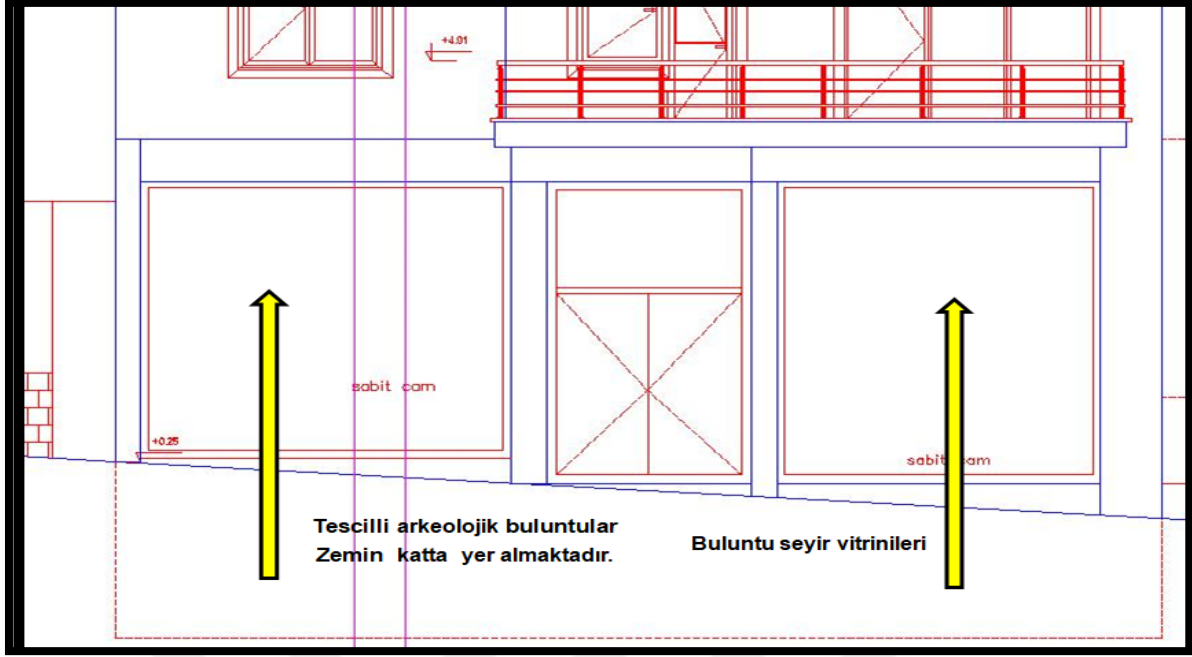 +4.01
sabit cam
+0.25
sabit cam
Tescilli arkeolojik buluntular
Zemin katta yer almaktadır.
Buluntu seyir vitrinileri